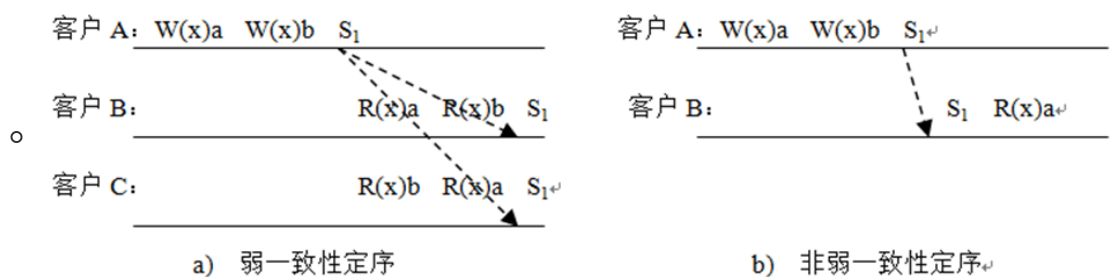 客户 A: W(x)a W(x)b S₁
客户 B: R(x)a R(x)b S₁
客户 C: R(x)b R(x)a S₁↵
a) 弱一致性定序
客户 A: W(x)a W(x)b S₁↵
客户 B: S₁ R(x)a↵
b) 非弱一致性定序↵